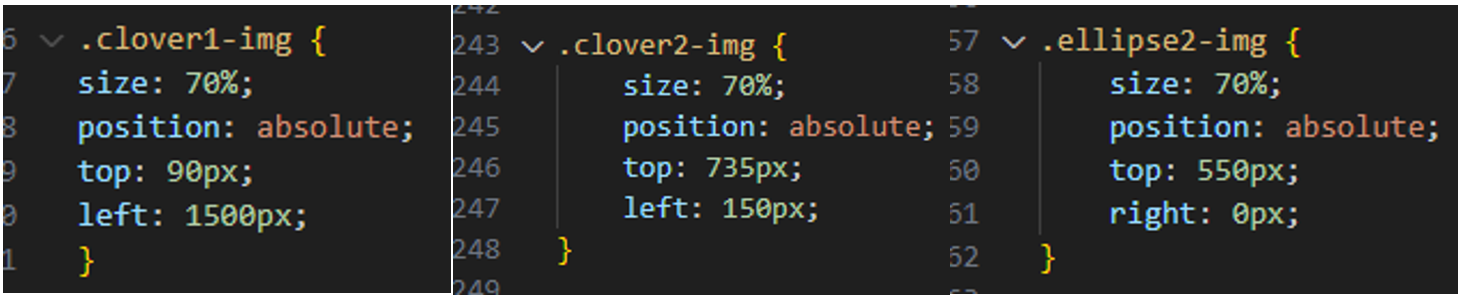 6 .clover1-img {
7 size: 70%;
8 position: absolute;
9 top: 90px;
0 left: 1500px;
1 }
242
243 .clover2-img {
244 size: 70%;
245 position: absolute;
246 top: 735px;
247 left: 150px;
248 }
249
57 .ellipse2-img {
58 size: 70%;
59 position: absolute;
60 top: 550px;
61 right: 0px;
62 }